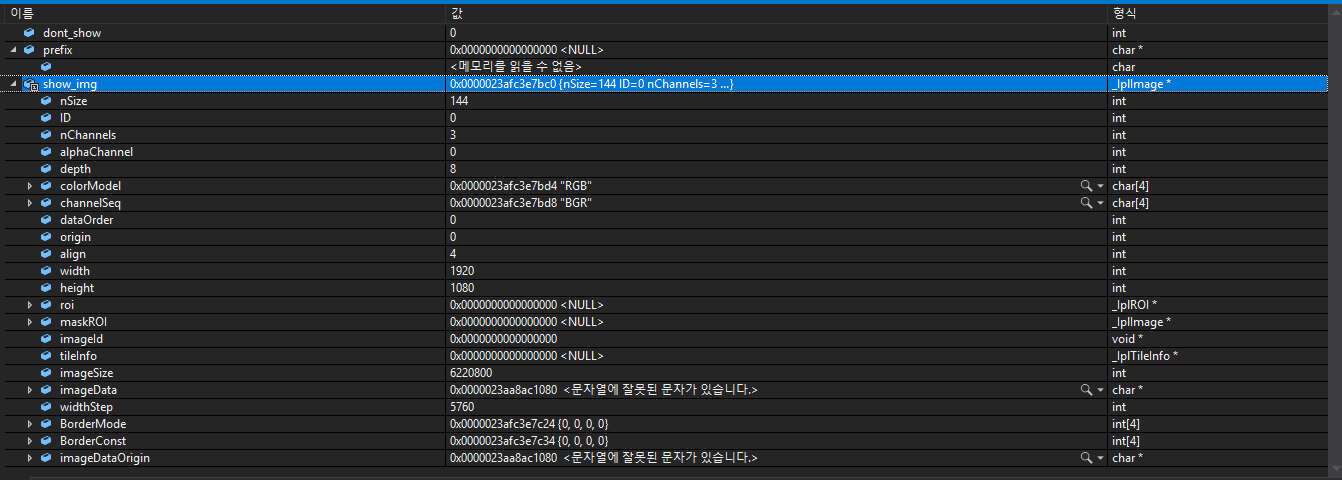 이름 값 형식
dont_show 0 int
prefix 0x0000000000000000 <NULL> char *
<메모리를 읽을 수 없음> char
show_img 0x0000023afc3e7bc0 {nSize=144 ID=0 nChannels=3 ...} _IplImage *
nSize 144 int
ID 0 int
nChannels 3 int
alphaChannel 0 int
depth 8 int
colorModel 0x0000023afc3e7bd4 "RGB" char[4]
channelSeq 0x0000023afc3e7bd8 "BGR" char[4]
dataOrder 0 int
origin 0 int
align 4 int
width 1920 int
height 1080 int
roi 0x0000000000000000 <NULL> _IplROI *
maskROI 0x0000000000000000 <NULL> _IplImage *
imageId 0x0000000000000000 void *
tileInfo 0x0000000000000000 <NULL> _IplTileInfo *
imageSize 6220800 int
imageData 0x0000023aa8ac1080 <문자열에 잘못된 문자가 있습니다.> char *
widthStep 5760 int
BorderMode 0x0000023afc3e7c24 {0, 0, 0, 0} int[4]
BorderConst 0x0000023afc3e7c34 {0, 0, 0, 0} int[4]
imageDataOrigin 0x0000023aa8ac1080 <문자열에 잘못된 문자가 있습니다.> char *